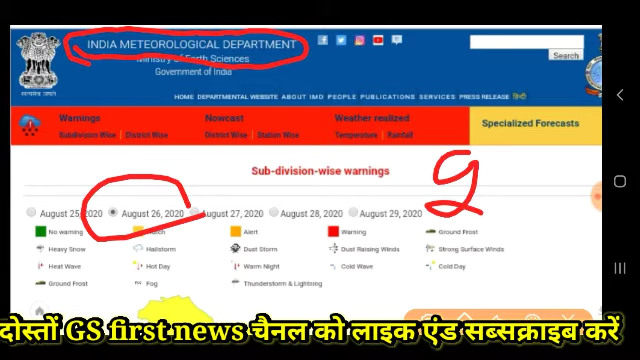 INDIA METEOROLOGICAL DEPARTMENT
Ministry of Earth Sciences
Government of India
सत्यमेव जयते
Search
HOME DEPARTMENTAL WEBSITE ABOUT IMD PEOPLE PUBLICATIONS SERVICES PRESS RELEASE हिन्दी
Warnings Nowcast Weather realized Specialized Forecasts
Subdivision Wise District Wise District Wise Station Wise Temperature Rainfall
Sub-division-wise warnings
9
August 25, 2020 August 26, 2020 August 27, 2020 August 28, 2020 August 29, 2020
No warning Alert Warning Ground Frost
Heavy Snow Hailstorm Dust Storm Dust Raising Winds Strong Surface Winds
Heat Wave Hot Day Warm Night Cold Wave Cold Day
Ground Frost Fog Thunderstorm & Lightning
दोस्तों GS first news चैनल को लाइक एंड सब्सक्राइब करें